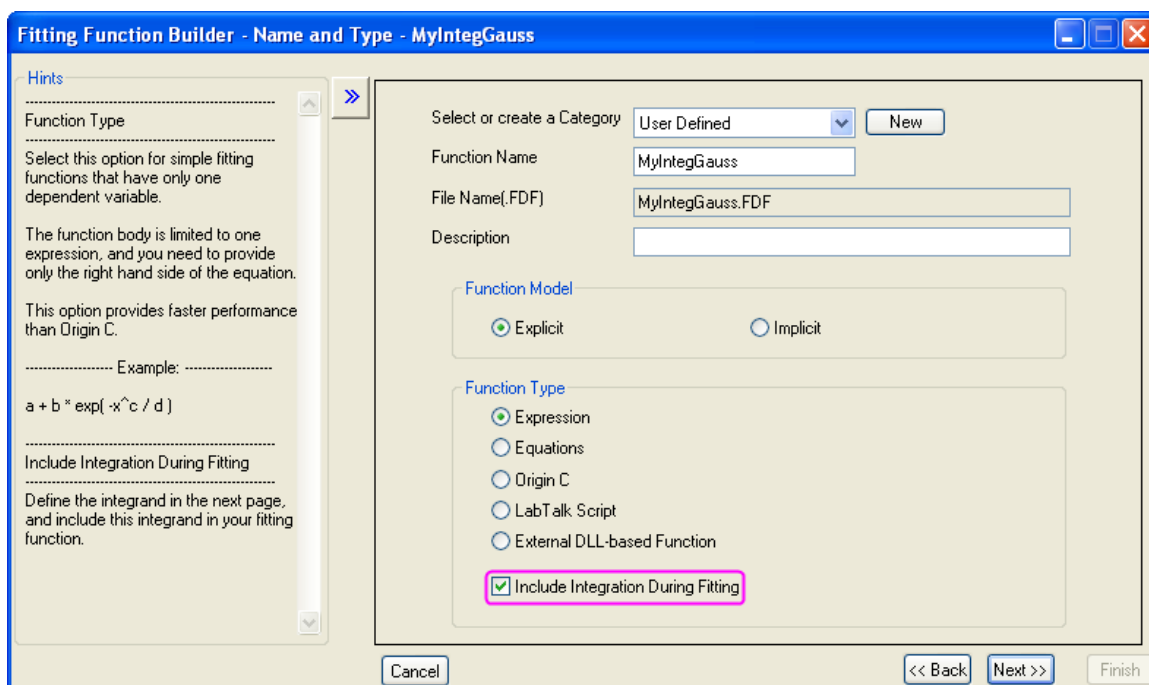 Fitting Function Builder - Name and Type - MyIntegGauss
Hints
Function Type
Select this option for simple fitting
functions that have only one
dependent variable.
The function body is limited to one
expression, and you need to provide
only the right hand side of the equation.
This option provides faster performance
than Origin C.
-------------------- Example: --------------------
a + b * exp( -x^c / d )
Include Integration During Fitting
Define the integrand in the next page,
and include this integrand in your fitting
function.
Select or create a Category User Defined New
Function Name MyIntegGauss
File Name(.FDF) MyIntegGauss.FDF
Description
Function Model
Explicit Implicit
Function Type
Expression
Equations
Origin C
LabTalk Script
External DLL-based Function
Include Integration During Fitting
Cancel << Back Next >> Finish